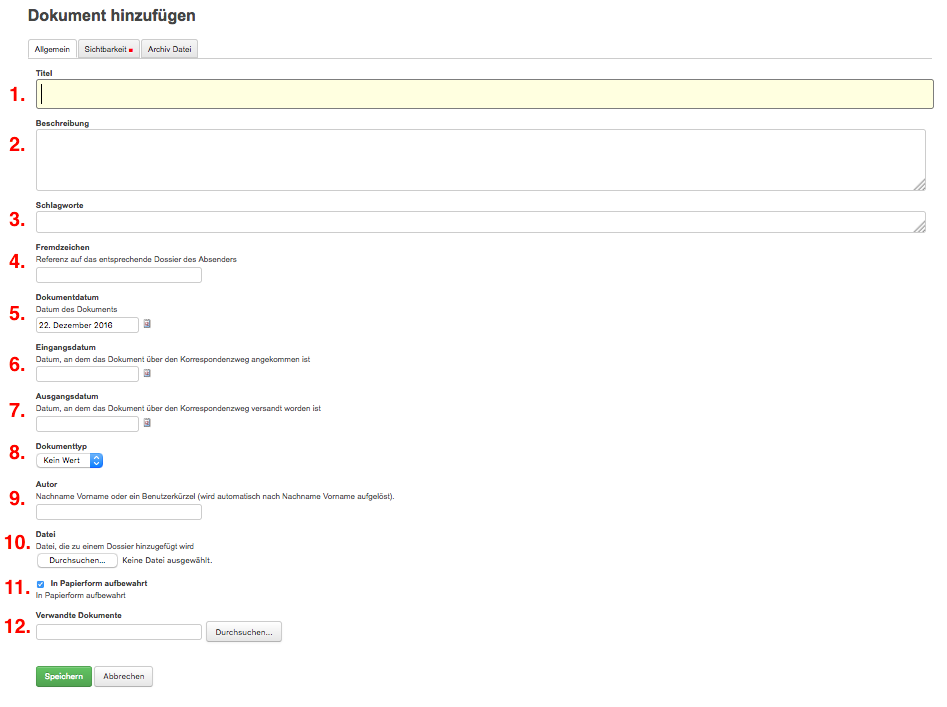 Dokument hinzufügen
Allgemein Sichtbarkeit Archiv Datei
Titel
1.
Beschreibung
2.
Schlagworte
3.
Fremdzeichen
4. Referenz auf das entsprechende Dossier des Absenders
Dokumentdatum
5. Datum des Dokuments
22. Dezember 2016
Eingangsdatum
6. Datum, an dem das Dokument über den Korrespondenzweg angekommen ist
Ausgangsdatum
7. Datum, an dem das Dokument über den Korrespondenzweg versandt worden ist
Dokumenttyp
8. Kein Wert
Autor
9. Nachname Vorname oder ein Benutzerkürzel (wird automatisch nach Nachname Vorname aufgelöst).
Datei
10. Datei, die zu einem Dossier hinzugefügt wird
Durchsuchen... Keine Datei ausgewählt.
11. In Papierform aufbewahrt
In Papierform aufbewahrt
Verwandte Dokumente
12. Durchsuchen...
Speichern Abbrechen